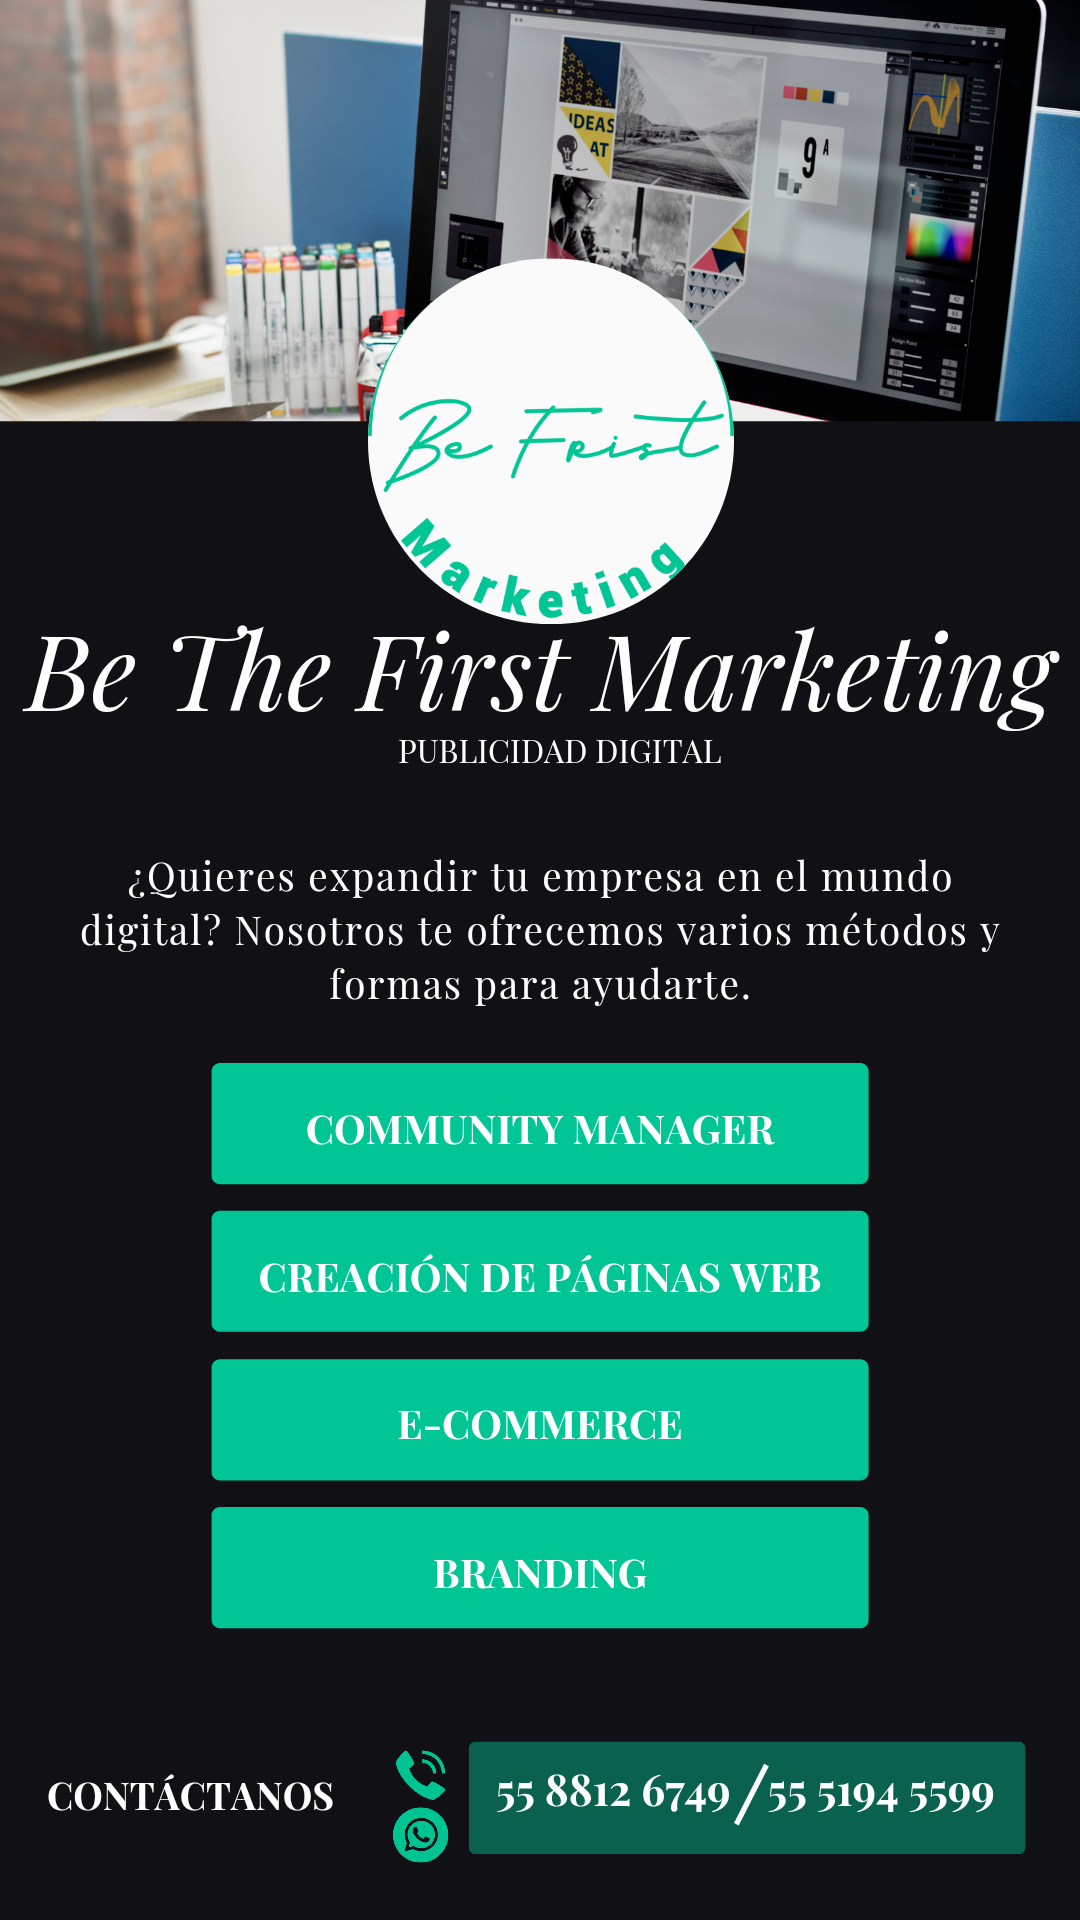 IDEAS
AT
9 A
Be Frist
Marketing
Be The First Marketing
PUBLICIDAD DIGITAL
¿Quieres expandir tu empresa en el mundo
digital? Nosotros te ofrecemos varios métodos y
formas para ayudarte.
COMMUNITY MANAGER
CREACIÓN DE PÁGINAS WEB
E-COMMERCE
BRANDING
CONTÁCTANOS
55 8812 6749 / 55 5194 5599